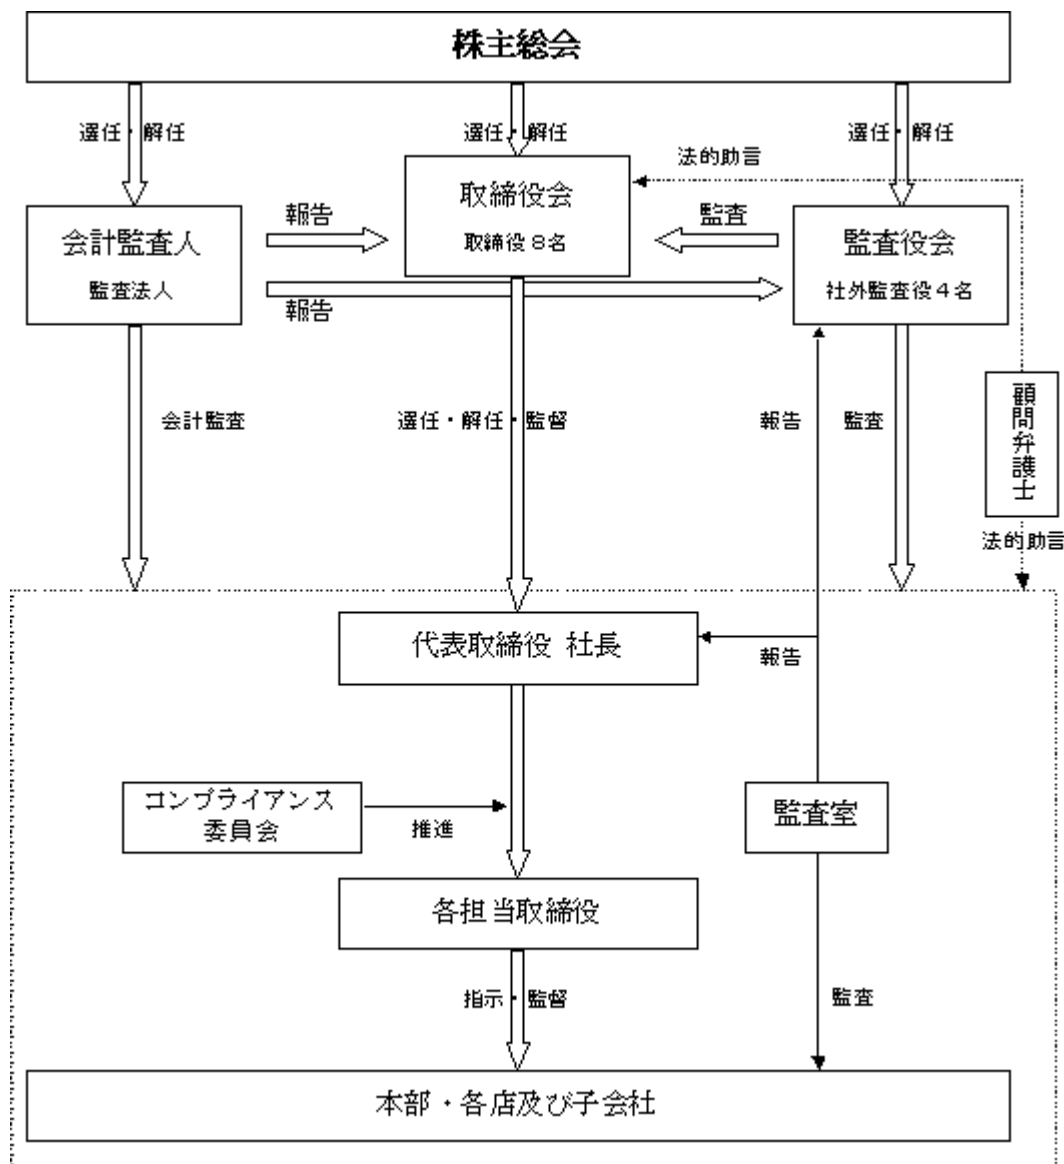 株主総会
選任・解任
選任・解任
選任・解任
法的助言
取締役会
取締役８名
会計監査人
監査法人
報告
監査
監査役会
社外監査役４名
報告
会計監査
選任・解任・監督
報告
監査
顧問弁護士
法的助言
代表取締役 社長
報告
コンプライアンス
委員会
推進
監査室
各担当取締役
指示・監督
監査
本部・各店及び子会社